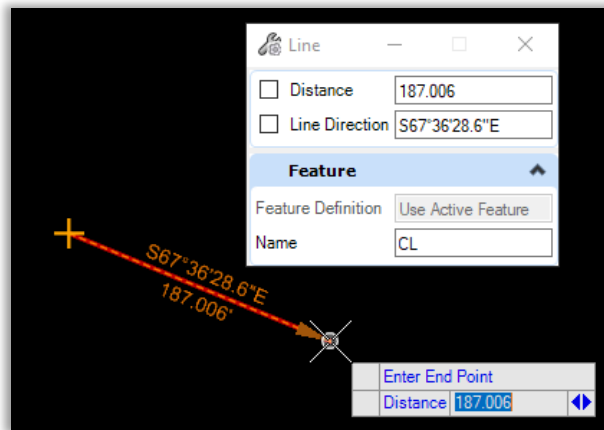 Line
Distance 187.006
Line Direction S67°36'28.6"E
Feature
Feature Definition Use Active Feature
Name CL
S67°36'28.6"E
187.006'
Enter End Point
Distance 187.006